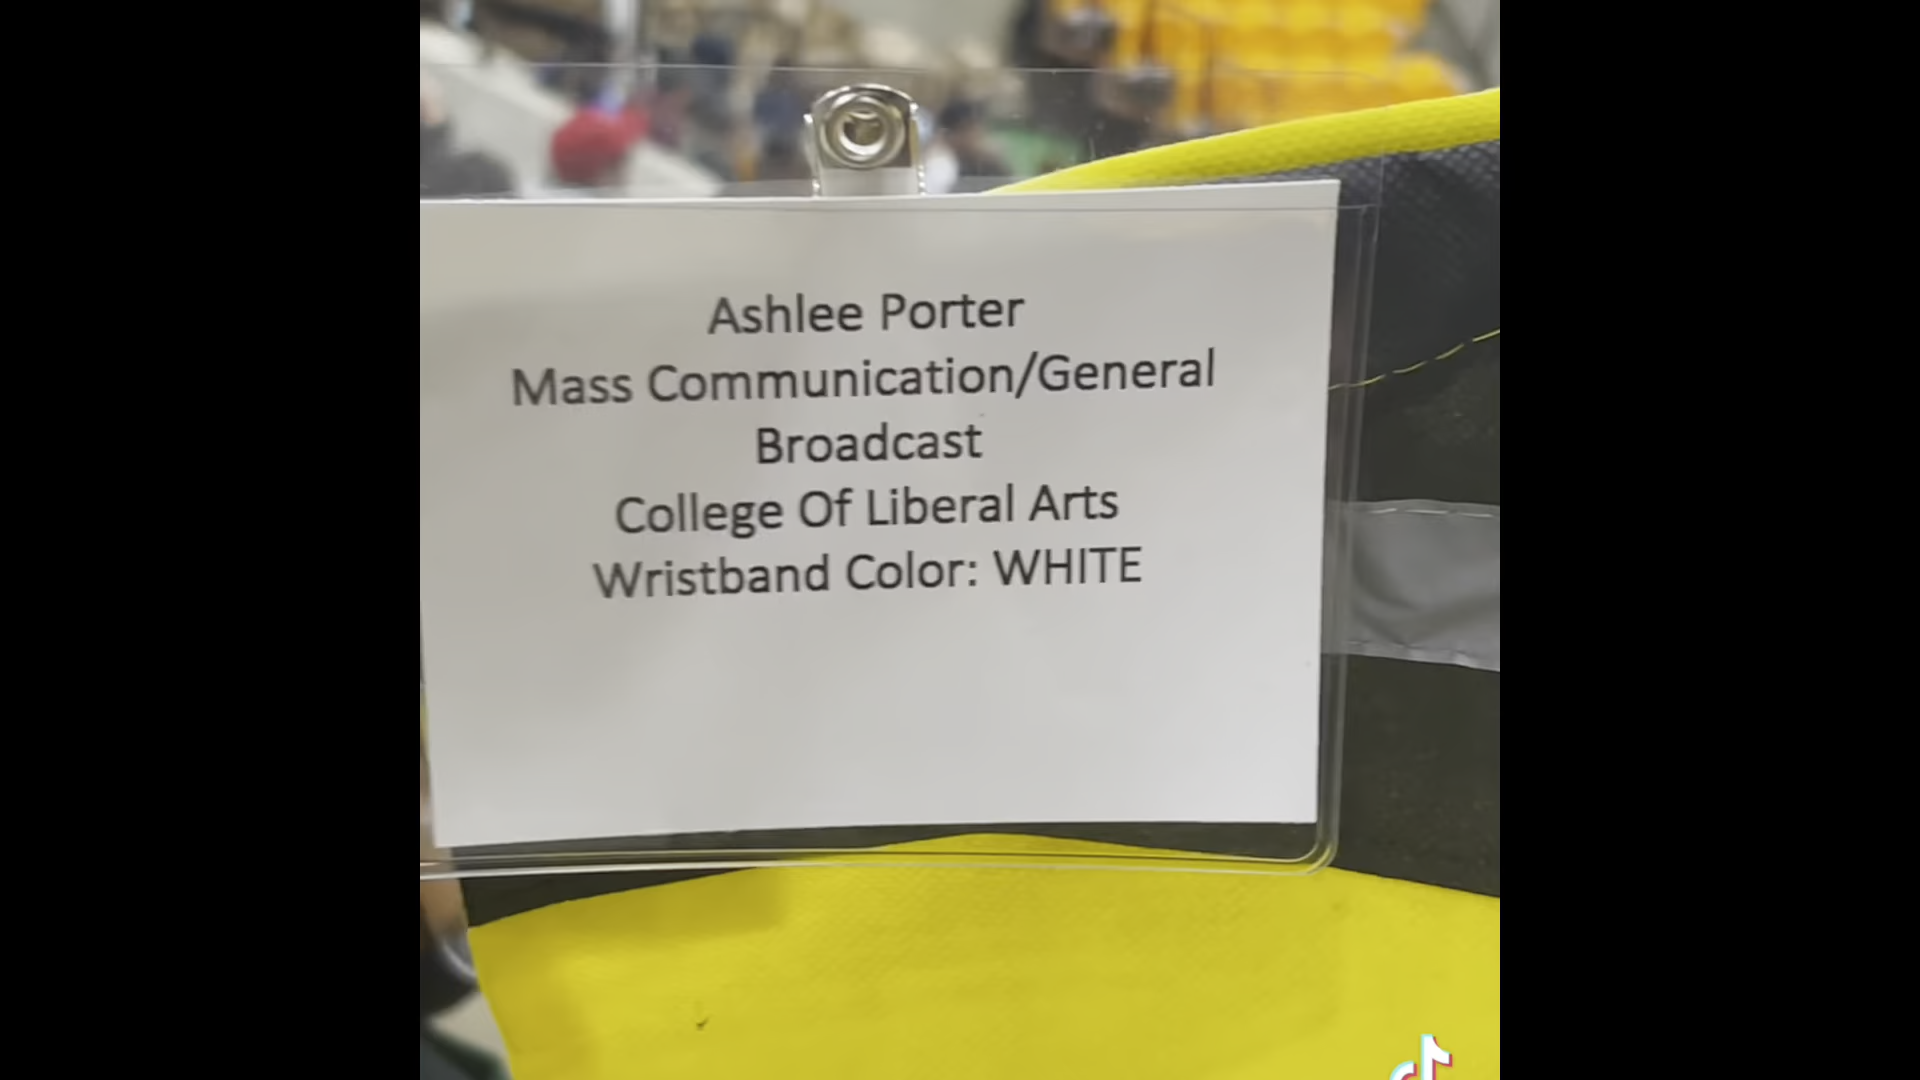 Ashlee Porter
Mass Communication/General
Broadcast
College Of Liberal Arts
Wristband Color: WHITE